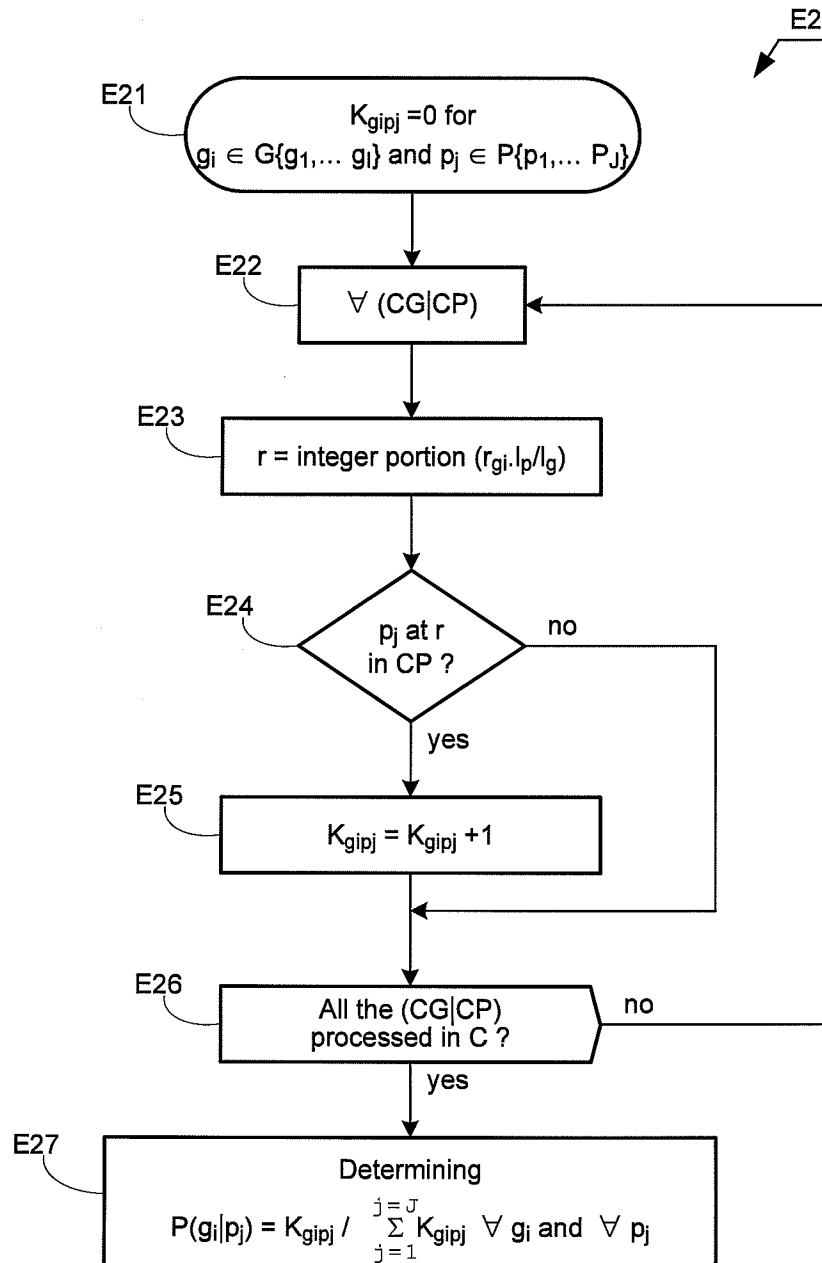 E2
E21
K_gipj =0 for
g_i ∈ G{g_1,... g_I} and p_j ∈ P{p_1,... P_J}
E22
∀ (CG|CP)
E23
r = integer portion (r_gi.l_p/l_g)
E24
p_j at r
in CP ?
no
yes
E25
K_gipj = K_gipj +1
E26
All the (CG|CP)
processed in C ?
no
yes
E27
Determining
P(g_i|p_j) = K_gipj / Σ_{j=1}^{j=J} K_gipj ∀ g_i and ∀ p_j